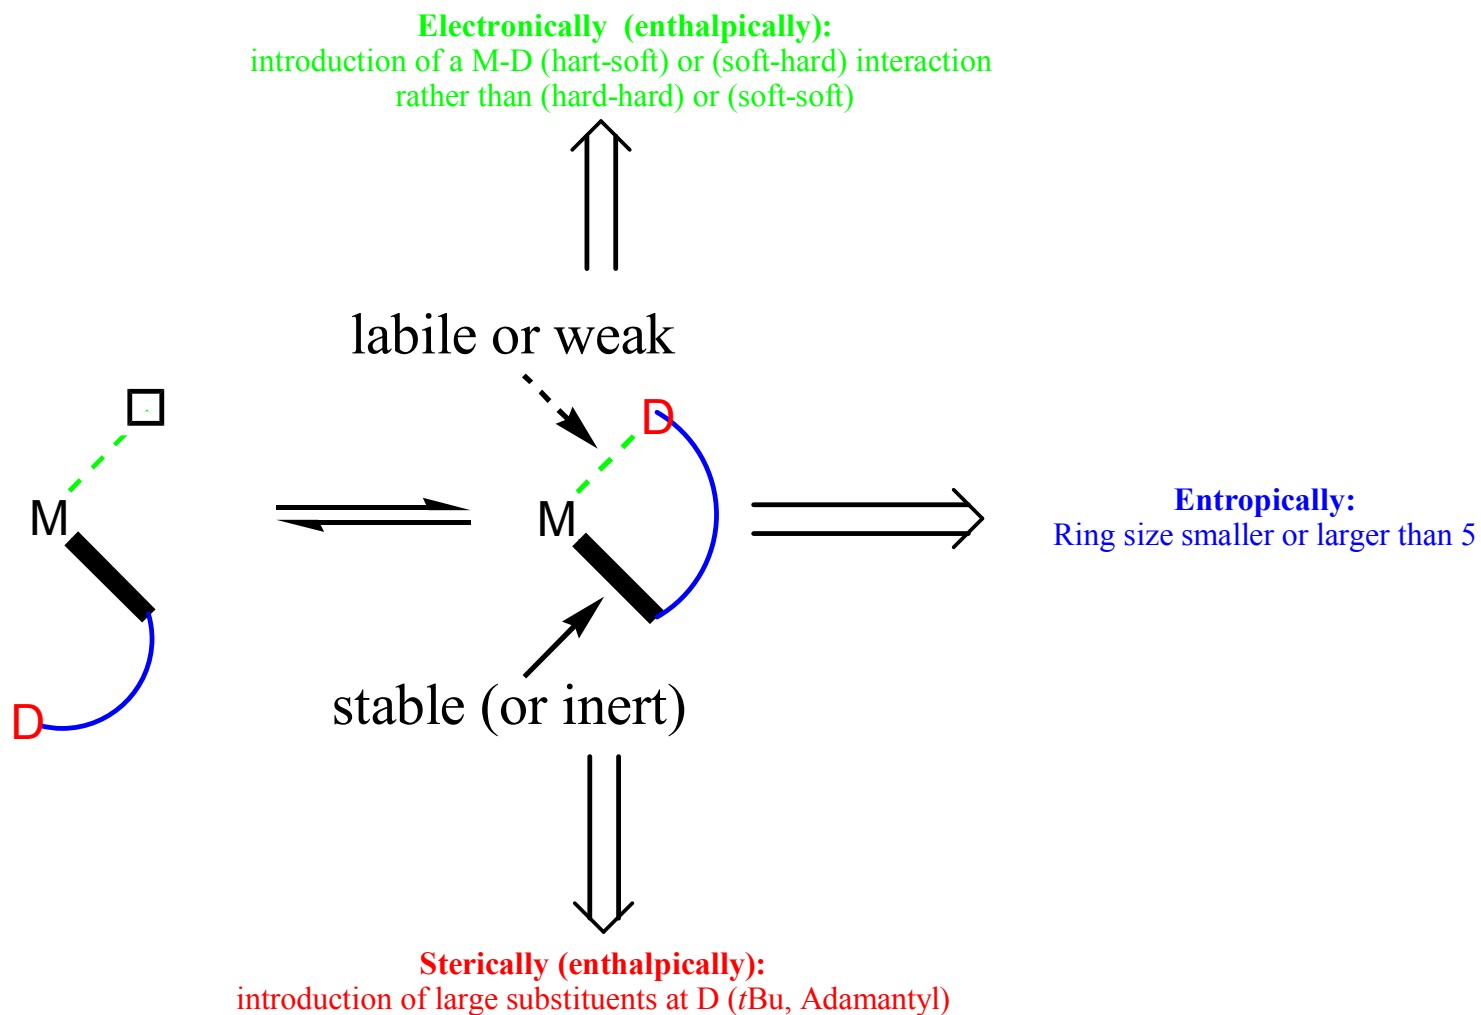 Electronically (enthalpically):
introduction of a M-D (hart-soft) or (soft-hard) interaction
rather than (hard-hard) or (soft-soft)
labile or weak
D
M
M
Entropically:
Ring size smaller or larger than 5
stable (or inert)
D
Sterically (enthalpically):
introduction of large substituents at D (tBu, Adamantyl)